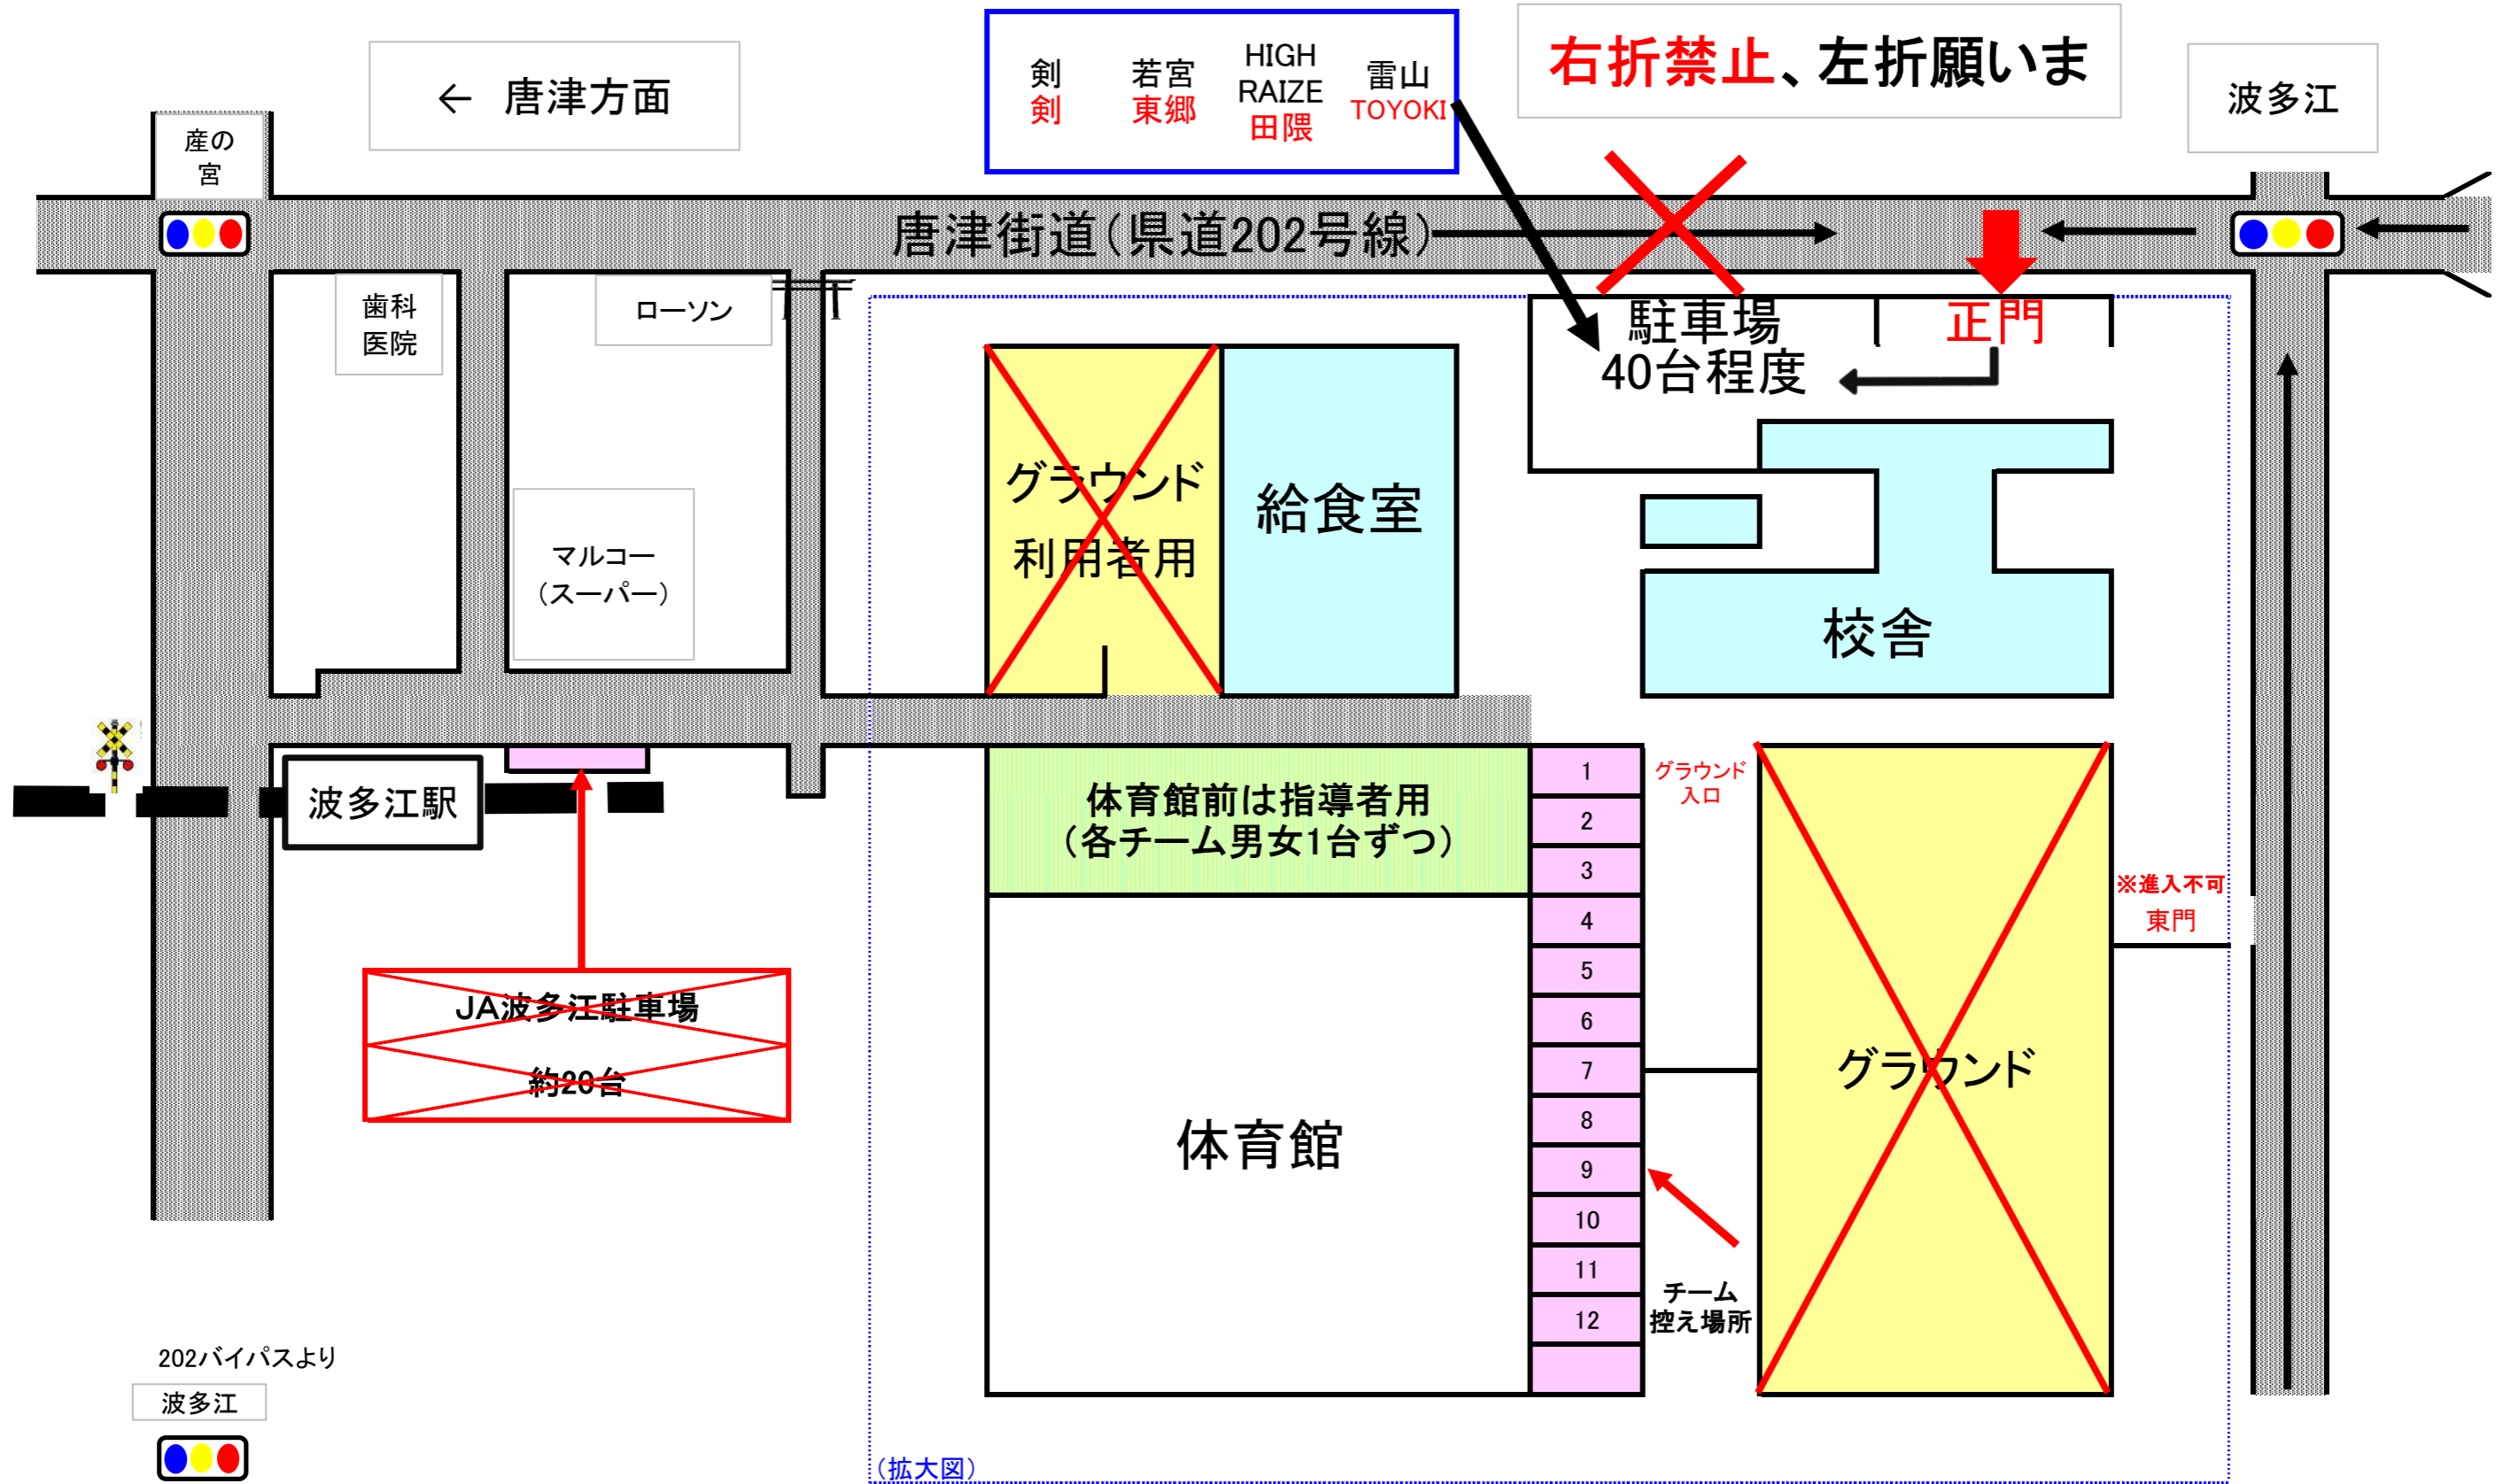 ← 唐津方面
剣 若宮 HIGH RAIZE 雷山
剣 東郷 田隈 TOYOKI
右折禁止、左折願いま
波多江
産の
宮
唐津街道(県道202号線)
歯科
医院
ローソン
駐車場
40台程度
正門
グラウンド
利用者用
給食室
マルコー
(スーパー)
校舎
波多江駅
体育館前は指導者用
(各チーム男女1台ずつ)
1
2
3
4
5
6
7
8
9
10
11
12
グラウンド
入口
※進入不可
東門
JA波多江駐車場
約20台
体育館
グラウンド
チーム
控え場所
202バイパスより
波多江
(拡大図)